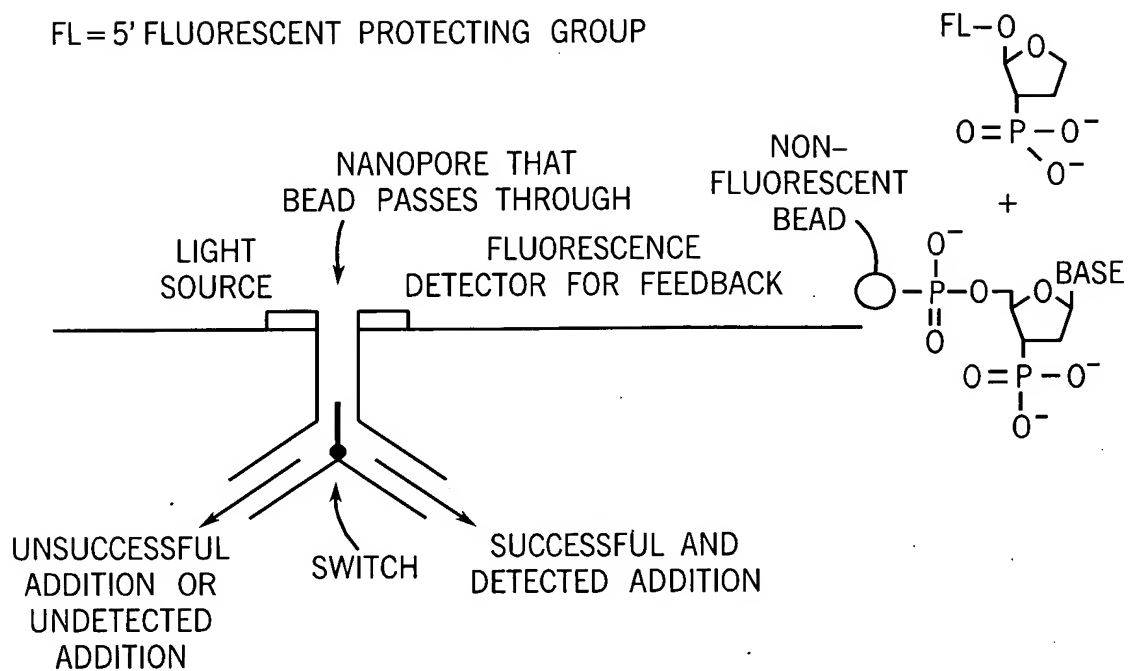 FL=5' FLUORESCENT PROTECTING GROUP
FL-O
O
O=P-O-
O-
+
NANOPORE THAT
BEAD PASSES THROUGH
NON-
FLUORESCENT
BEAD
LIGHT
SOURCE
FLUORESCENCE
DETECTOR FOR FEEDBACK
O-
P-O
O
O
BASE
O=P-O-
O-
UNSUCCESSFUL
ADDITION OR
UNDETECTED
ADDITION
SWITCH
SUCCESSFUL AND
DETECTED ADDITION